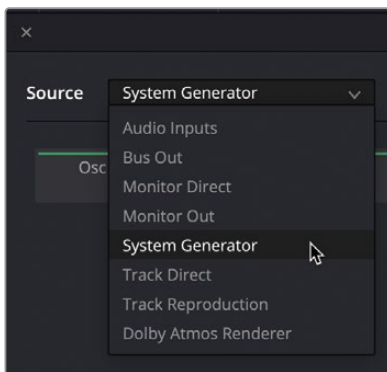 Source System Generator
Audio Inputs
Bus Out
Osc
Monitor Direct
Monitor Out
System Generator
Track Direct
Track Reproduction
Dolby Atmos Renderer